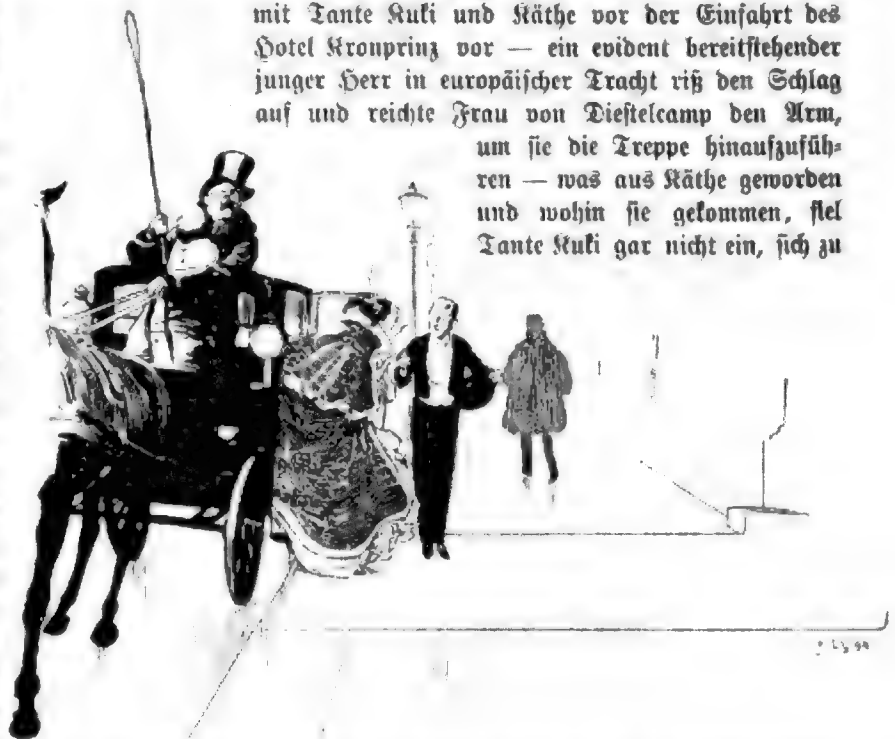 mit Tante Kuki und Käthe vor der Einfahrt des
Hotel Kronprinz vor — ein evident bereitstehender
junger Herr in europäischer Tracht riß den Schlag
auf und reichte Frau von Diestelcamp den Arm,
um sie die Treppe hinaufzufüh-
ren — was aus Käthe geworden
und wohin sie gekommen, fiel
Tante Kuki gar nicht ein, sich zu